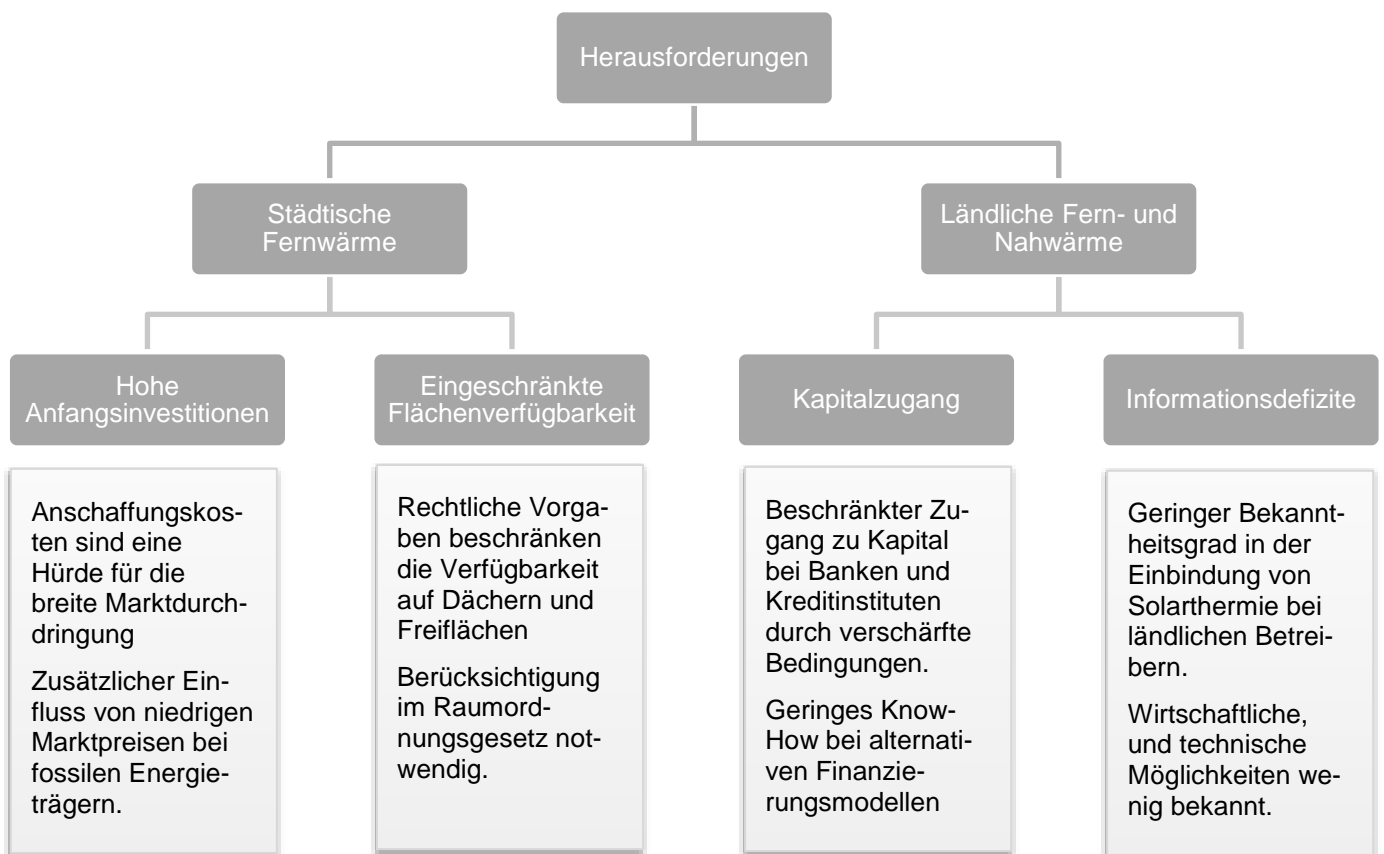 Herausforderungen
Städtische
Fernwärme
Ländliche Fern- und
Nahwärme
Hohe
Anfangsinvestitionen
Eingeschränkte
Flächenverfügbarkeit
Kapitalzugang
Informationsdefizite
Anschaffungskos-
ten sind eine
Hürde für die
breite Marktdurch-
dringung
Zusätzlicher Ein-
fluss von niedrigen
Marktpreisen bei
fossilen Energie-
trägern.
Rechtliche Vorga-
ben beschränken
die Verfügbarkeit
auf Dächern und
Freiflächen
Berücksichtigung
im Raumord-
nungsgesetz not-
wendig.
Beschränkter Zu-
gang zu Kapital
bei Banken und
Kreditinstituten
durch verschärfte
Bedingungen.
Geringes Know-
How bei alternati-
ven Finanzie-
rungsmodellen
Geringer Bekannt-
heitsgrad in der
Einbindung von
Solarthermie bei
ländlichen Betrei-
bern.
Wirtschaftliche,
und technische
Möglichkeiten we-
nig bekannt.